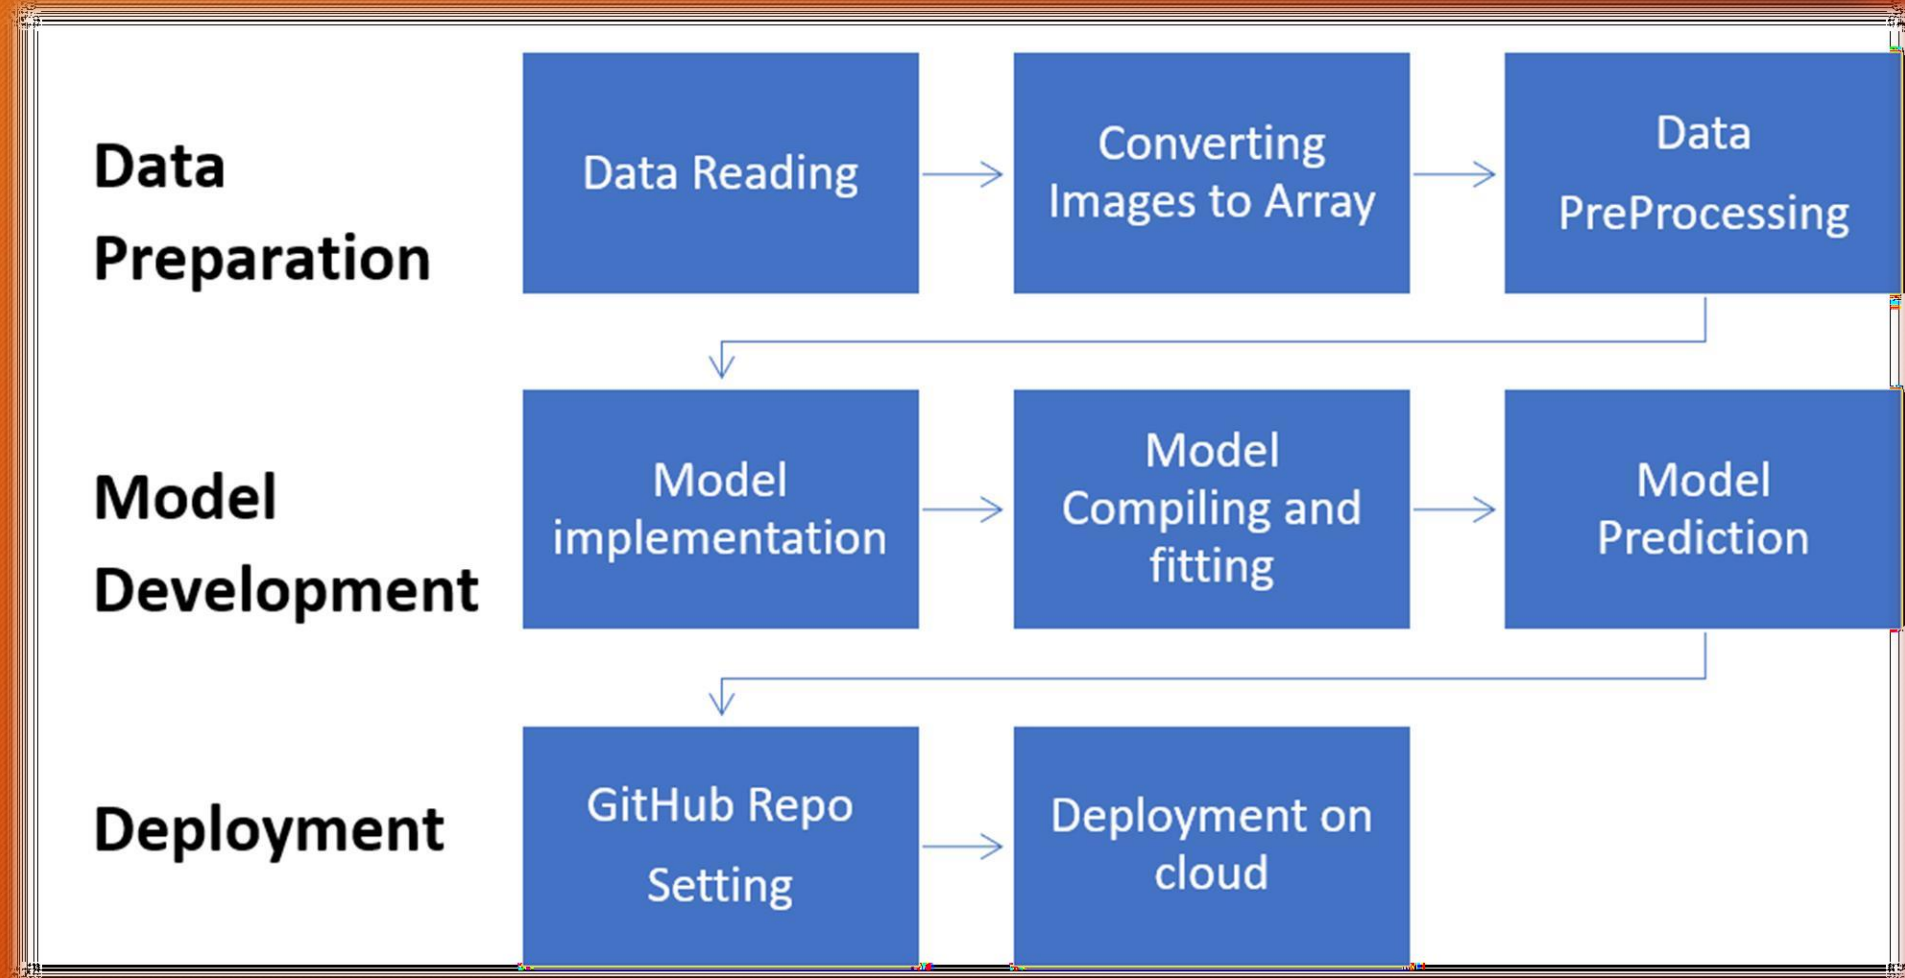 Data
Preparation
Data Reading
Converting
Images to Array
Data
PreProcessing
Model
Development
Model
implementation
Model
Compiling and
fitting
Model
Prediction
Deployment
GitHub Repo
Setting
Deployment on
cloud